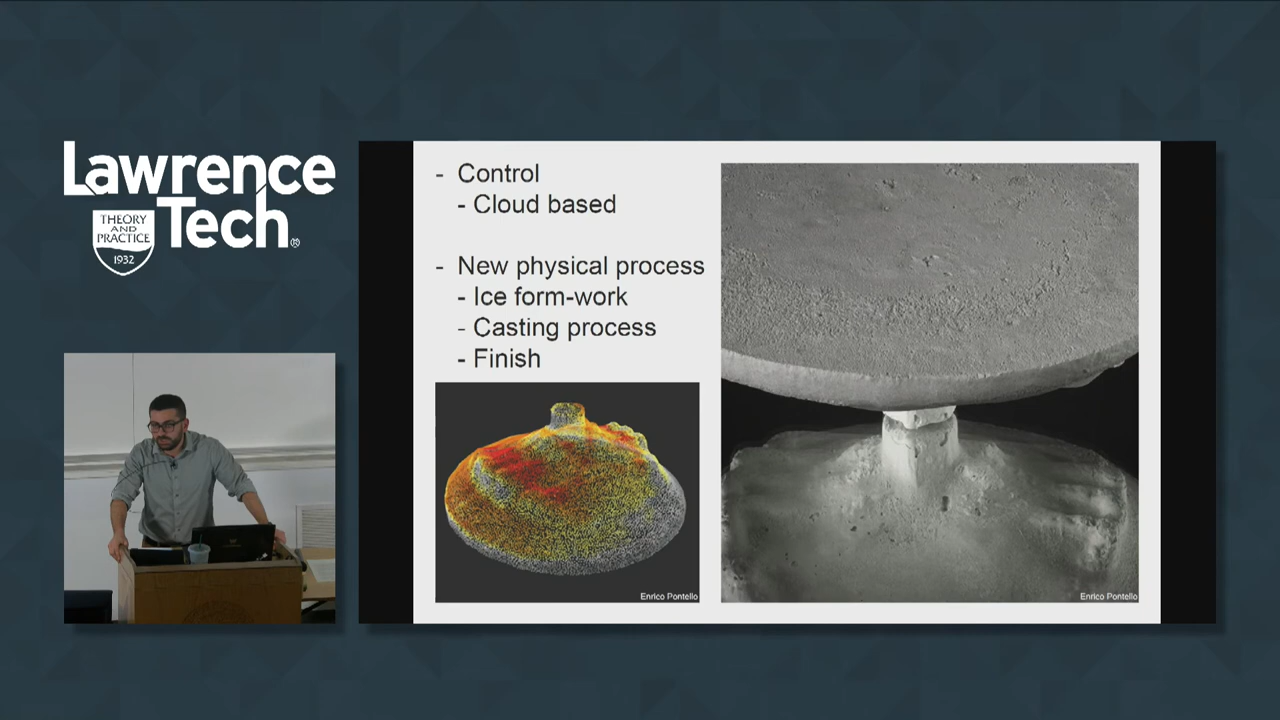 Lawrence
Tech®
THEORY
AND
PRACTICE
1932
- Control
- Cloud based
- New physical process
- Ice form-work
- Casting process
- Finish
Enrico Pontello
Enrico Pontello